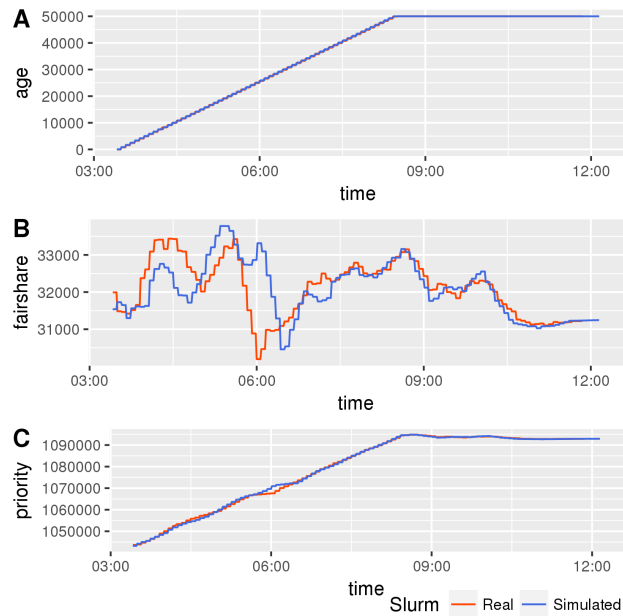 A
50000
40000
30000
20000
10000
0
age
03:00 06:00 09:00 12:00
time
B
33000
32000
31000
fairshare
03:00 06:00 09:00 12:00
time
C
1090000
1080000
1070000
1060000
1050000
priority
03:00 06:00 09:00 12:00
time
Slurm Real Simulated